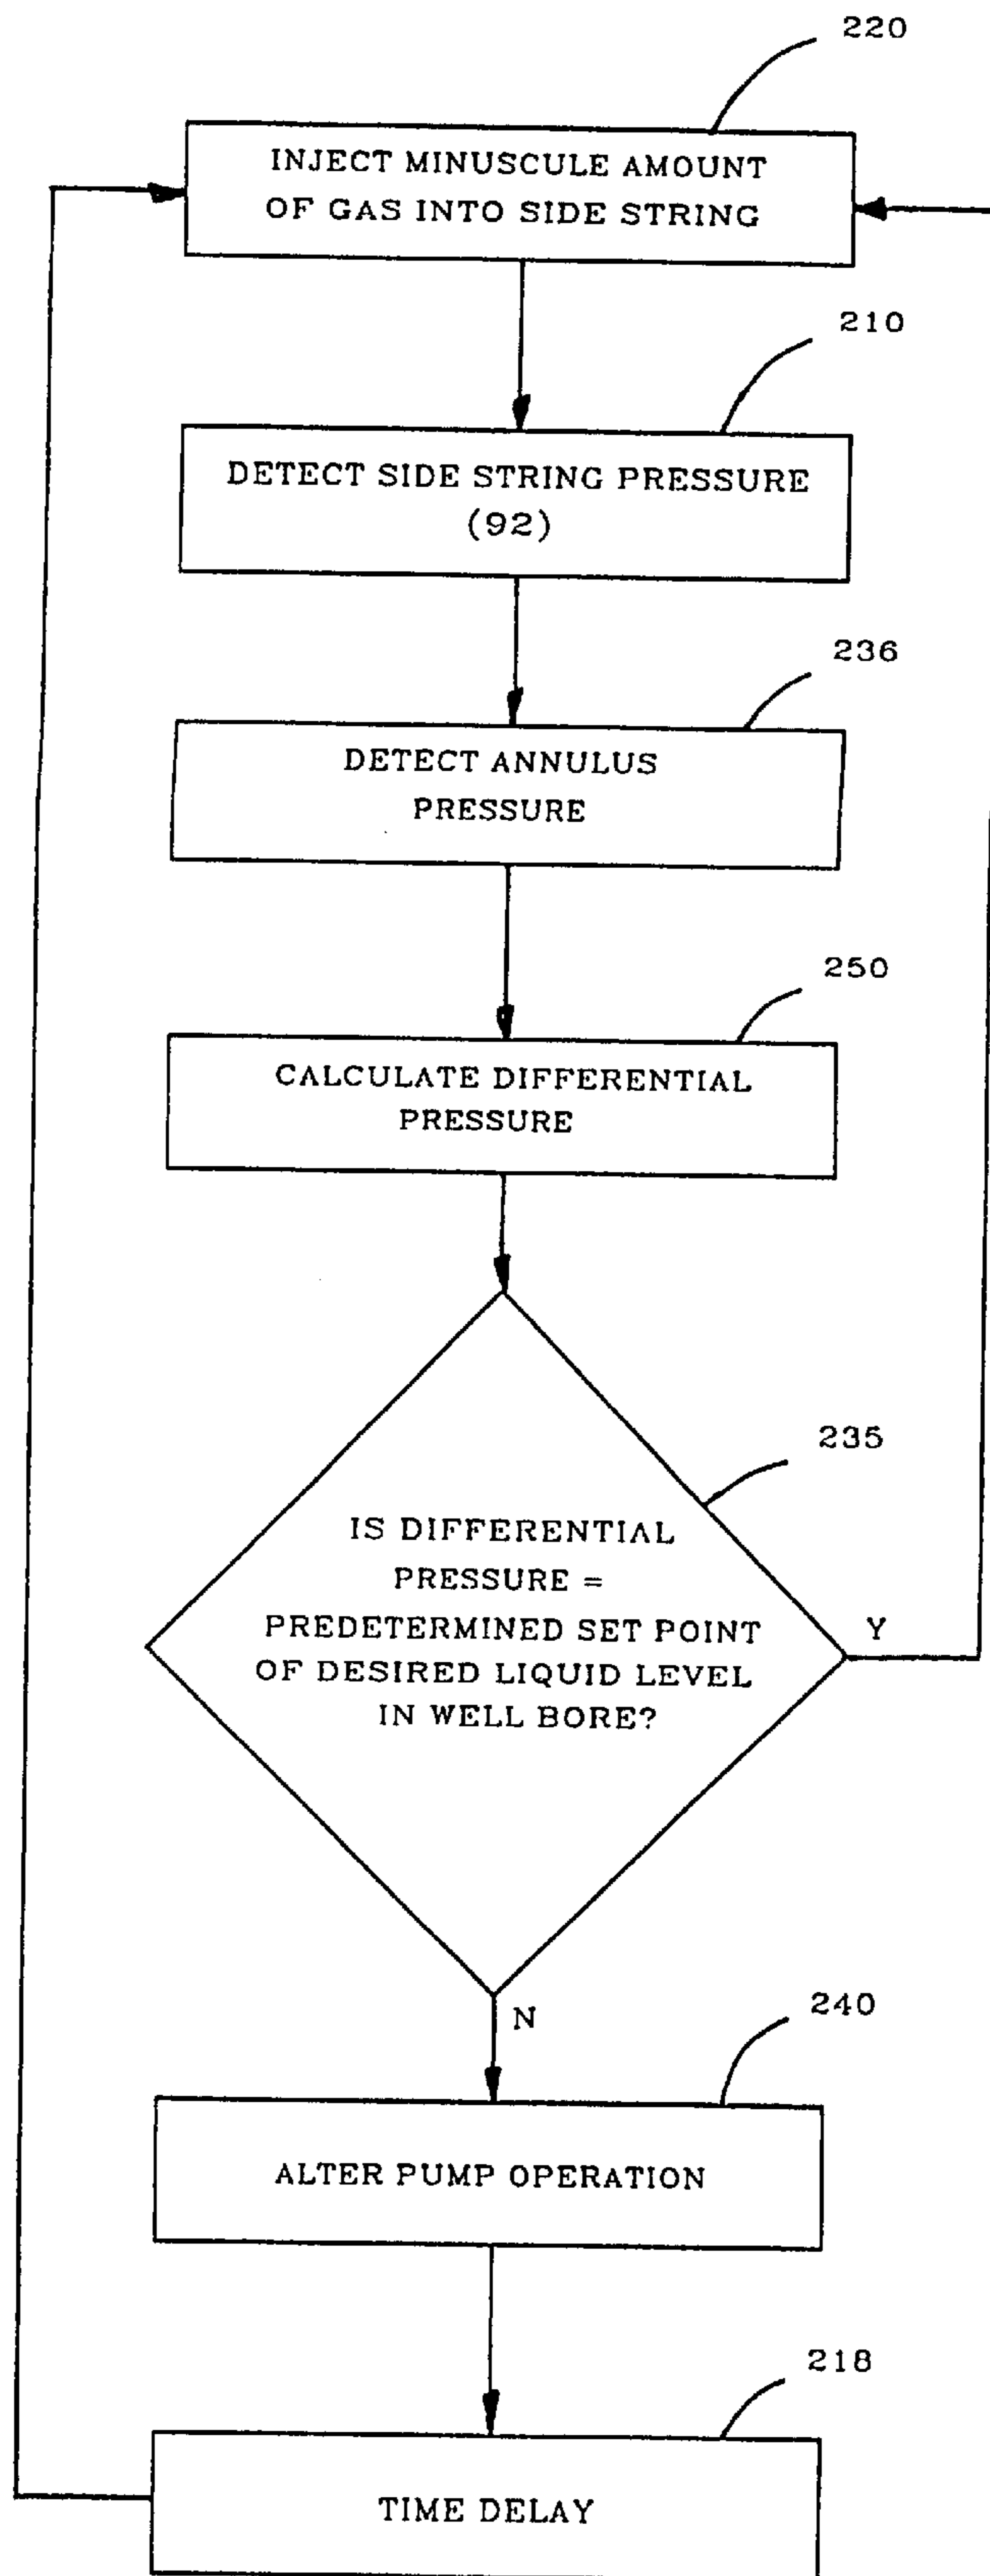 220
INJECT MINUSCULE AMOUNT
OF GAS INTO SIDE STRING
210
DETECT SIDE STRING PRESSURE
(92)
236
DETECT ANNULUS
PRESSURE
250
CALCULATE DIFFERENTIAL
PRESSURE
235
IS DIFFERENTIAL
PRESSURE =
PREDETERMINED SET POINT
OF DESIRED LIQUID LEVEL
IN WELL BORE?
Y
N
240
ALTER PUMP OPERATION
218
TIME DELAY